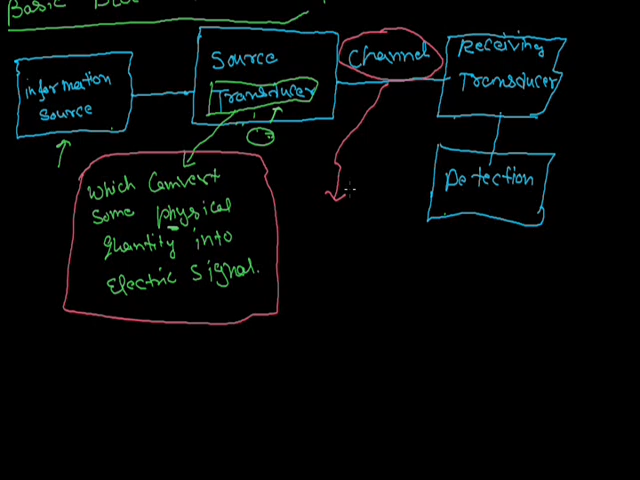 Basic
information
source
Source
Transducer
Channel
Receiving
Transducer
Detection
Which Convert
Some physical
quantity into
Electric Signal.